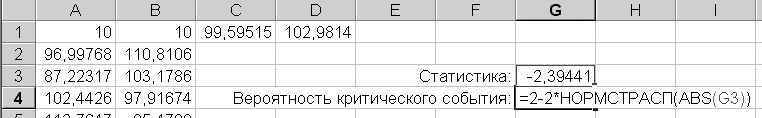 A B C D E F G H I
1 10 10 99,59515 102,9814
2 96,99768 110,8106
3 87,22317 103,1786 Статистика: -2,39441
4 102,4426 97,91674 Вероятность критического события: =2-2*НОРМСТРАСП(ABS(G3))